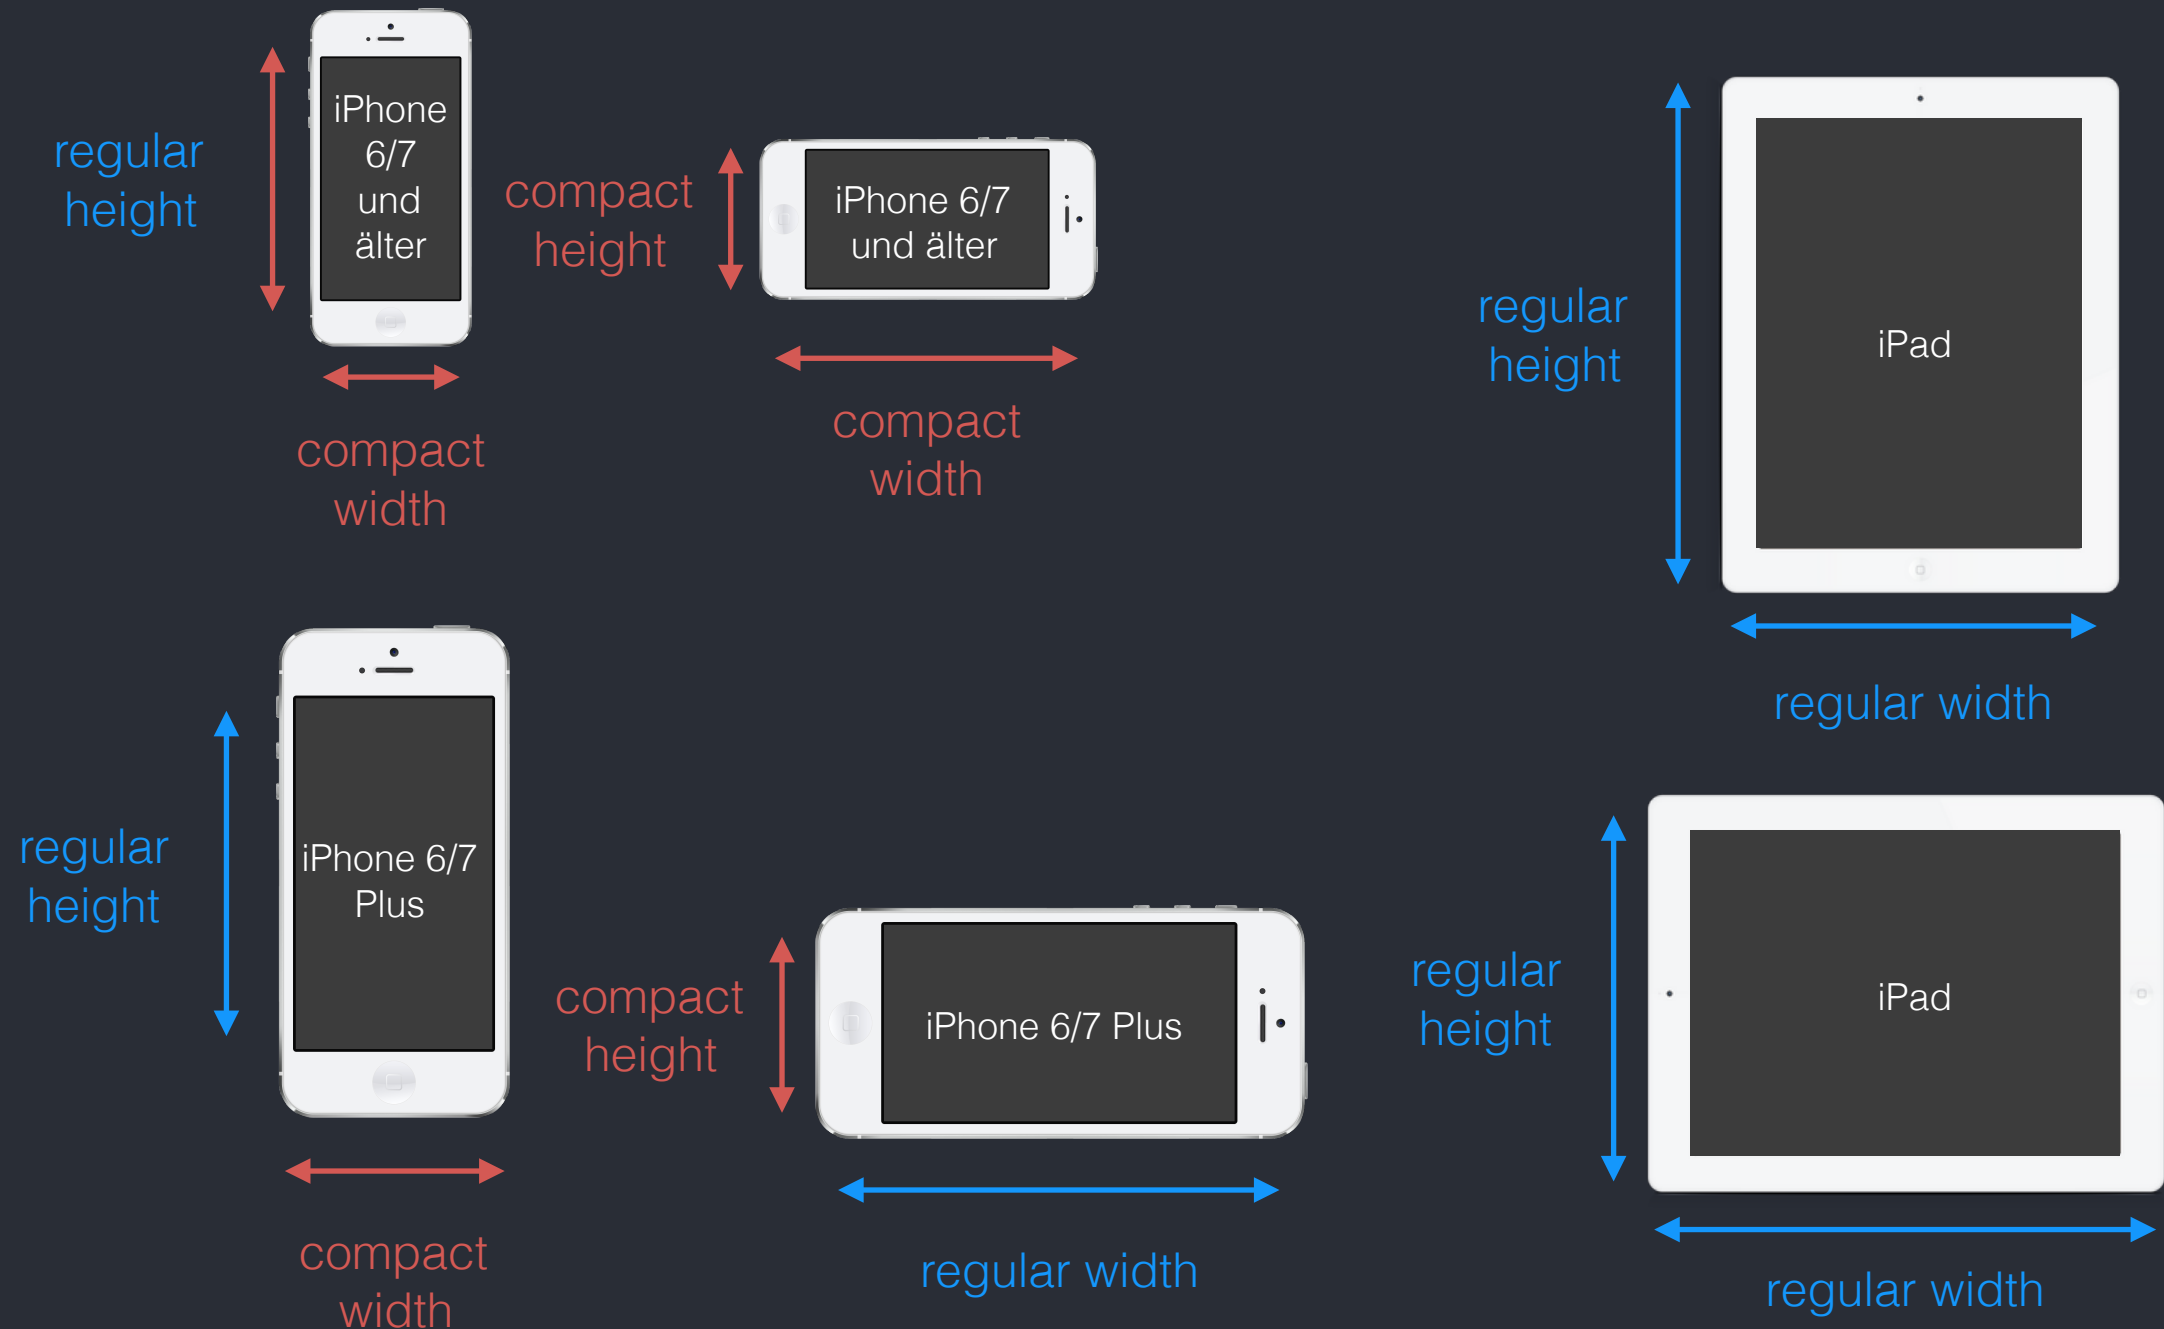 iPhone
6/7
und
älter
regular
height
compact
width
iPhone 6/7
und älter
compact
height
compact
width
iPad
regular
height
regular width
iPhone 6/7
Plus
regular
height
compact
width
iPhone 6/7 Plus
compact
height
regular width
iPad
regular
height
regular width